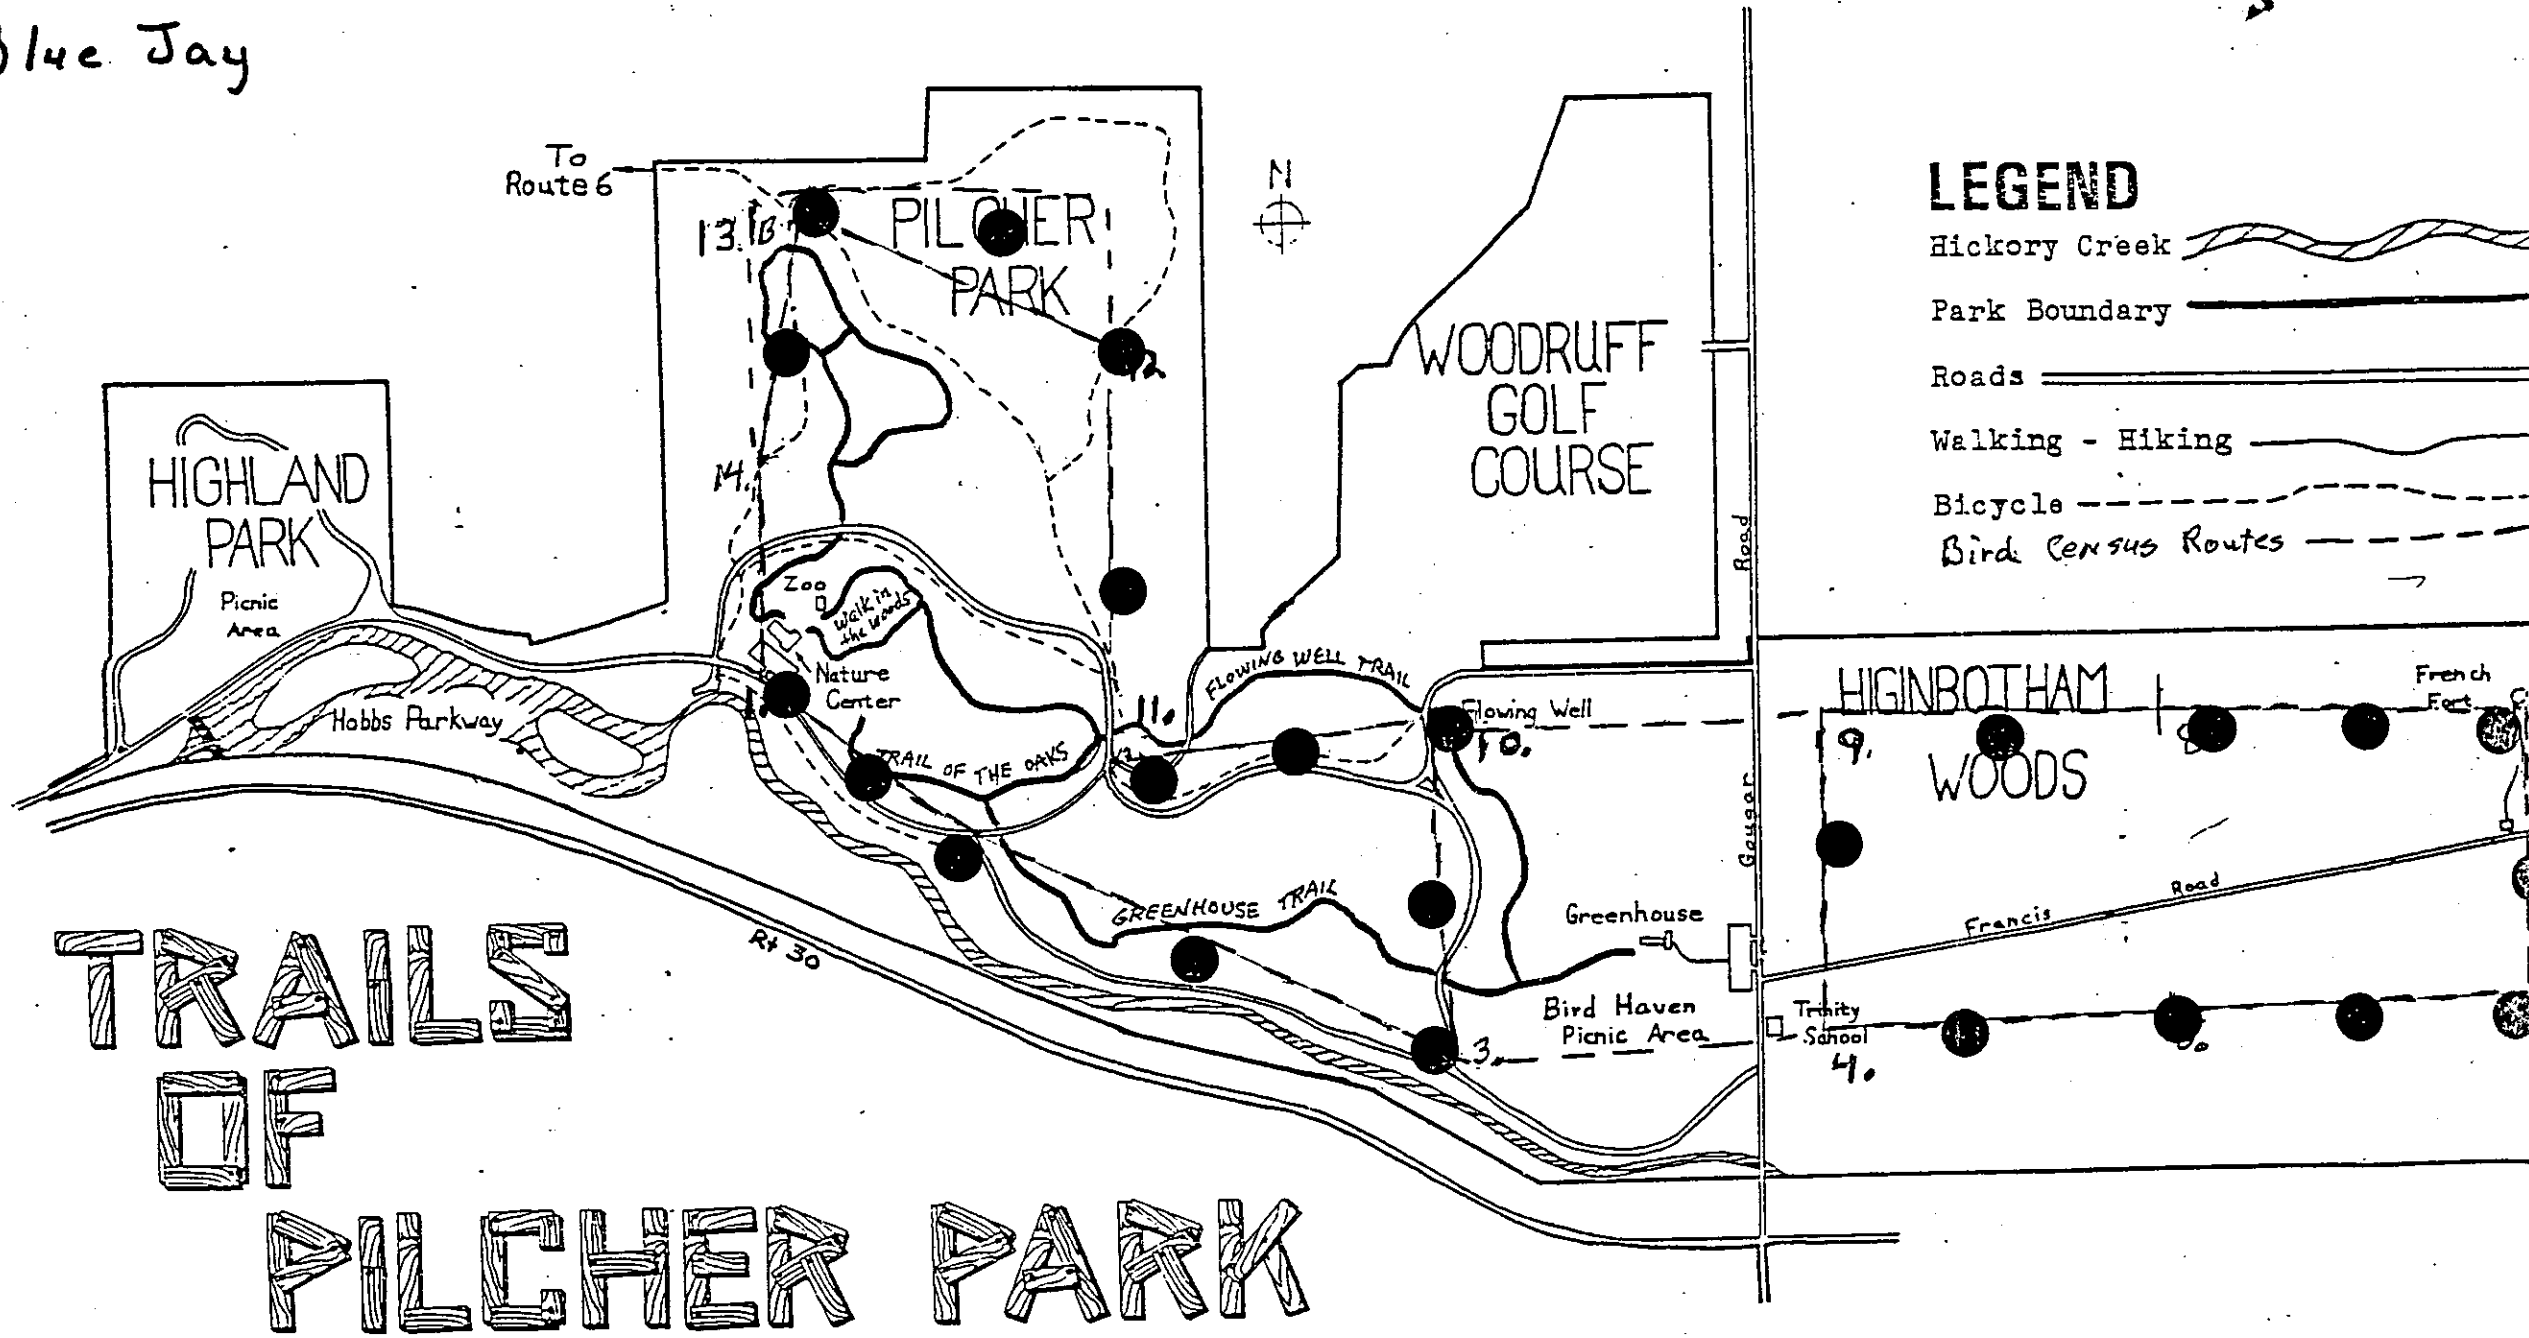 Blue Jay
To
Route 6
N
13.
B
PILCHER
PARK
12
WOODRUFF
GOLF
COURSE
LEGEND
Hickory Creek
Park Boundary
Roads
Walking - Hiking
Bicycle
Bird Census Routes
HIGHLAND
PARK
Picnic
Area
14.
Road
Zoo
Walk in
the woods
Nature
Center
1.
Hobbs Parkway
TRAIL OF THE OAKS
11.
FLOWING WELL TRAIL
Flowing Well
10.
HIGINBOTHAM
WOODS
9.
French
Fort
Gougar
GREENHOUSE TRAIL
Greenhouse
Francis Road
Rt 30
Bird Haven
Picnic Area
3.
Trinity
School
4.
TRAILS
OF
PILCHER PARK